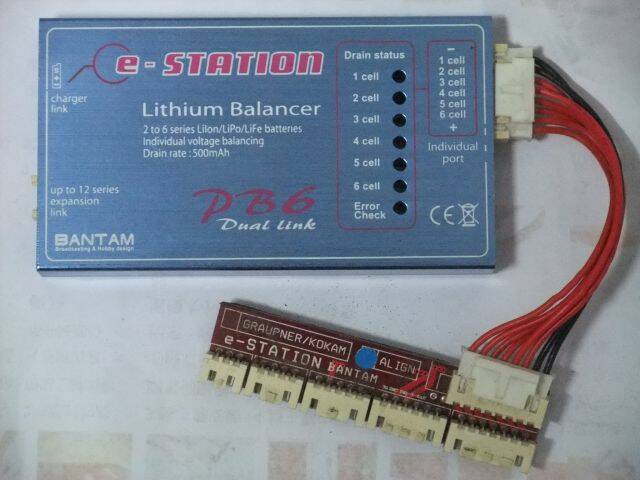 e-STATION
charger
link
Lithium Balancer
2 to 6 series LiIon/LiPo/LiFe batteries
Individual voltage balancing
Drain rate : 500mAh
up to 12 series
expansion
link
PB6
Dual Link
BANTAM
Broadbasting & Hobby design
Drain status
1 cell
2 cell
3 cell
4 cell
5 cell
6 cell
Error
Check
−
1 cell
2 cell
3 cell
4 cell
5 cell
6 cell
+
Individual
port
CE
GRAUPNER/KOKAM
ALIGN
e-STATION BANTAM